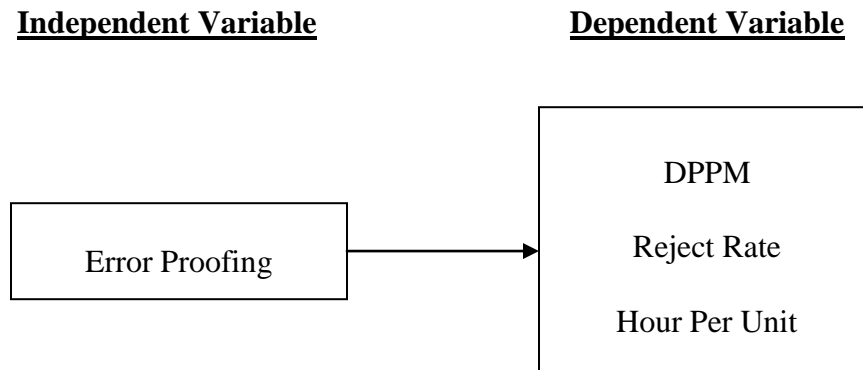 Independent Variable
Dependent Variable
Error Proofing
DPPM
Reject Rate
Hour Per Unit